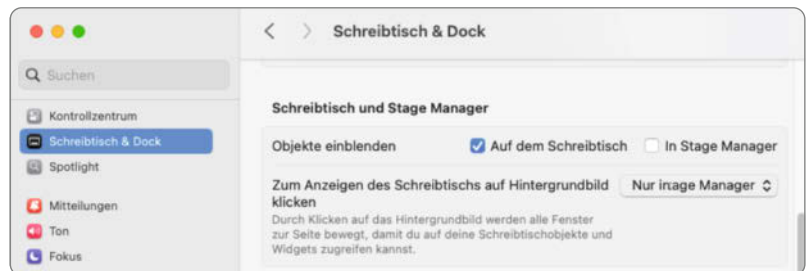 Schreibtisch & Dock
Suchen
Kontrollzentrum
Schreibtisch & Dock
Spotlight
Mitteilungen
Ton
Fokus
Schreibtisch und Stage Manager
Objekte einblenden Auf dem Schreibtisch In Stage Manager
Zum Anzeigen des Schreibtischs auf Hintergrundbild Nur in:age Manager
klicken
Durch Klicken auf das Hintergrundbild werden alle Fenster
zur Seite bewegt, damit du auf deine Schreibtischobjekte und
Widgets zugreifen kannst.